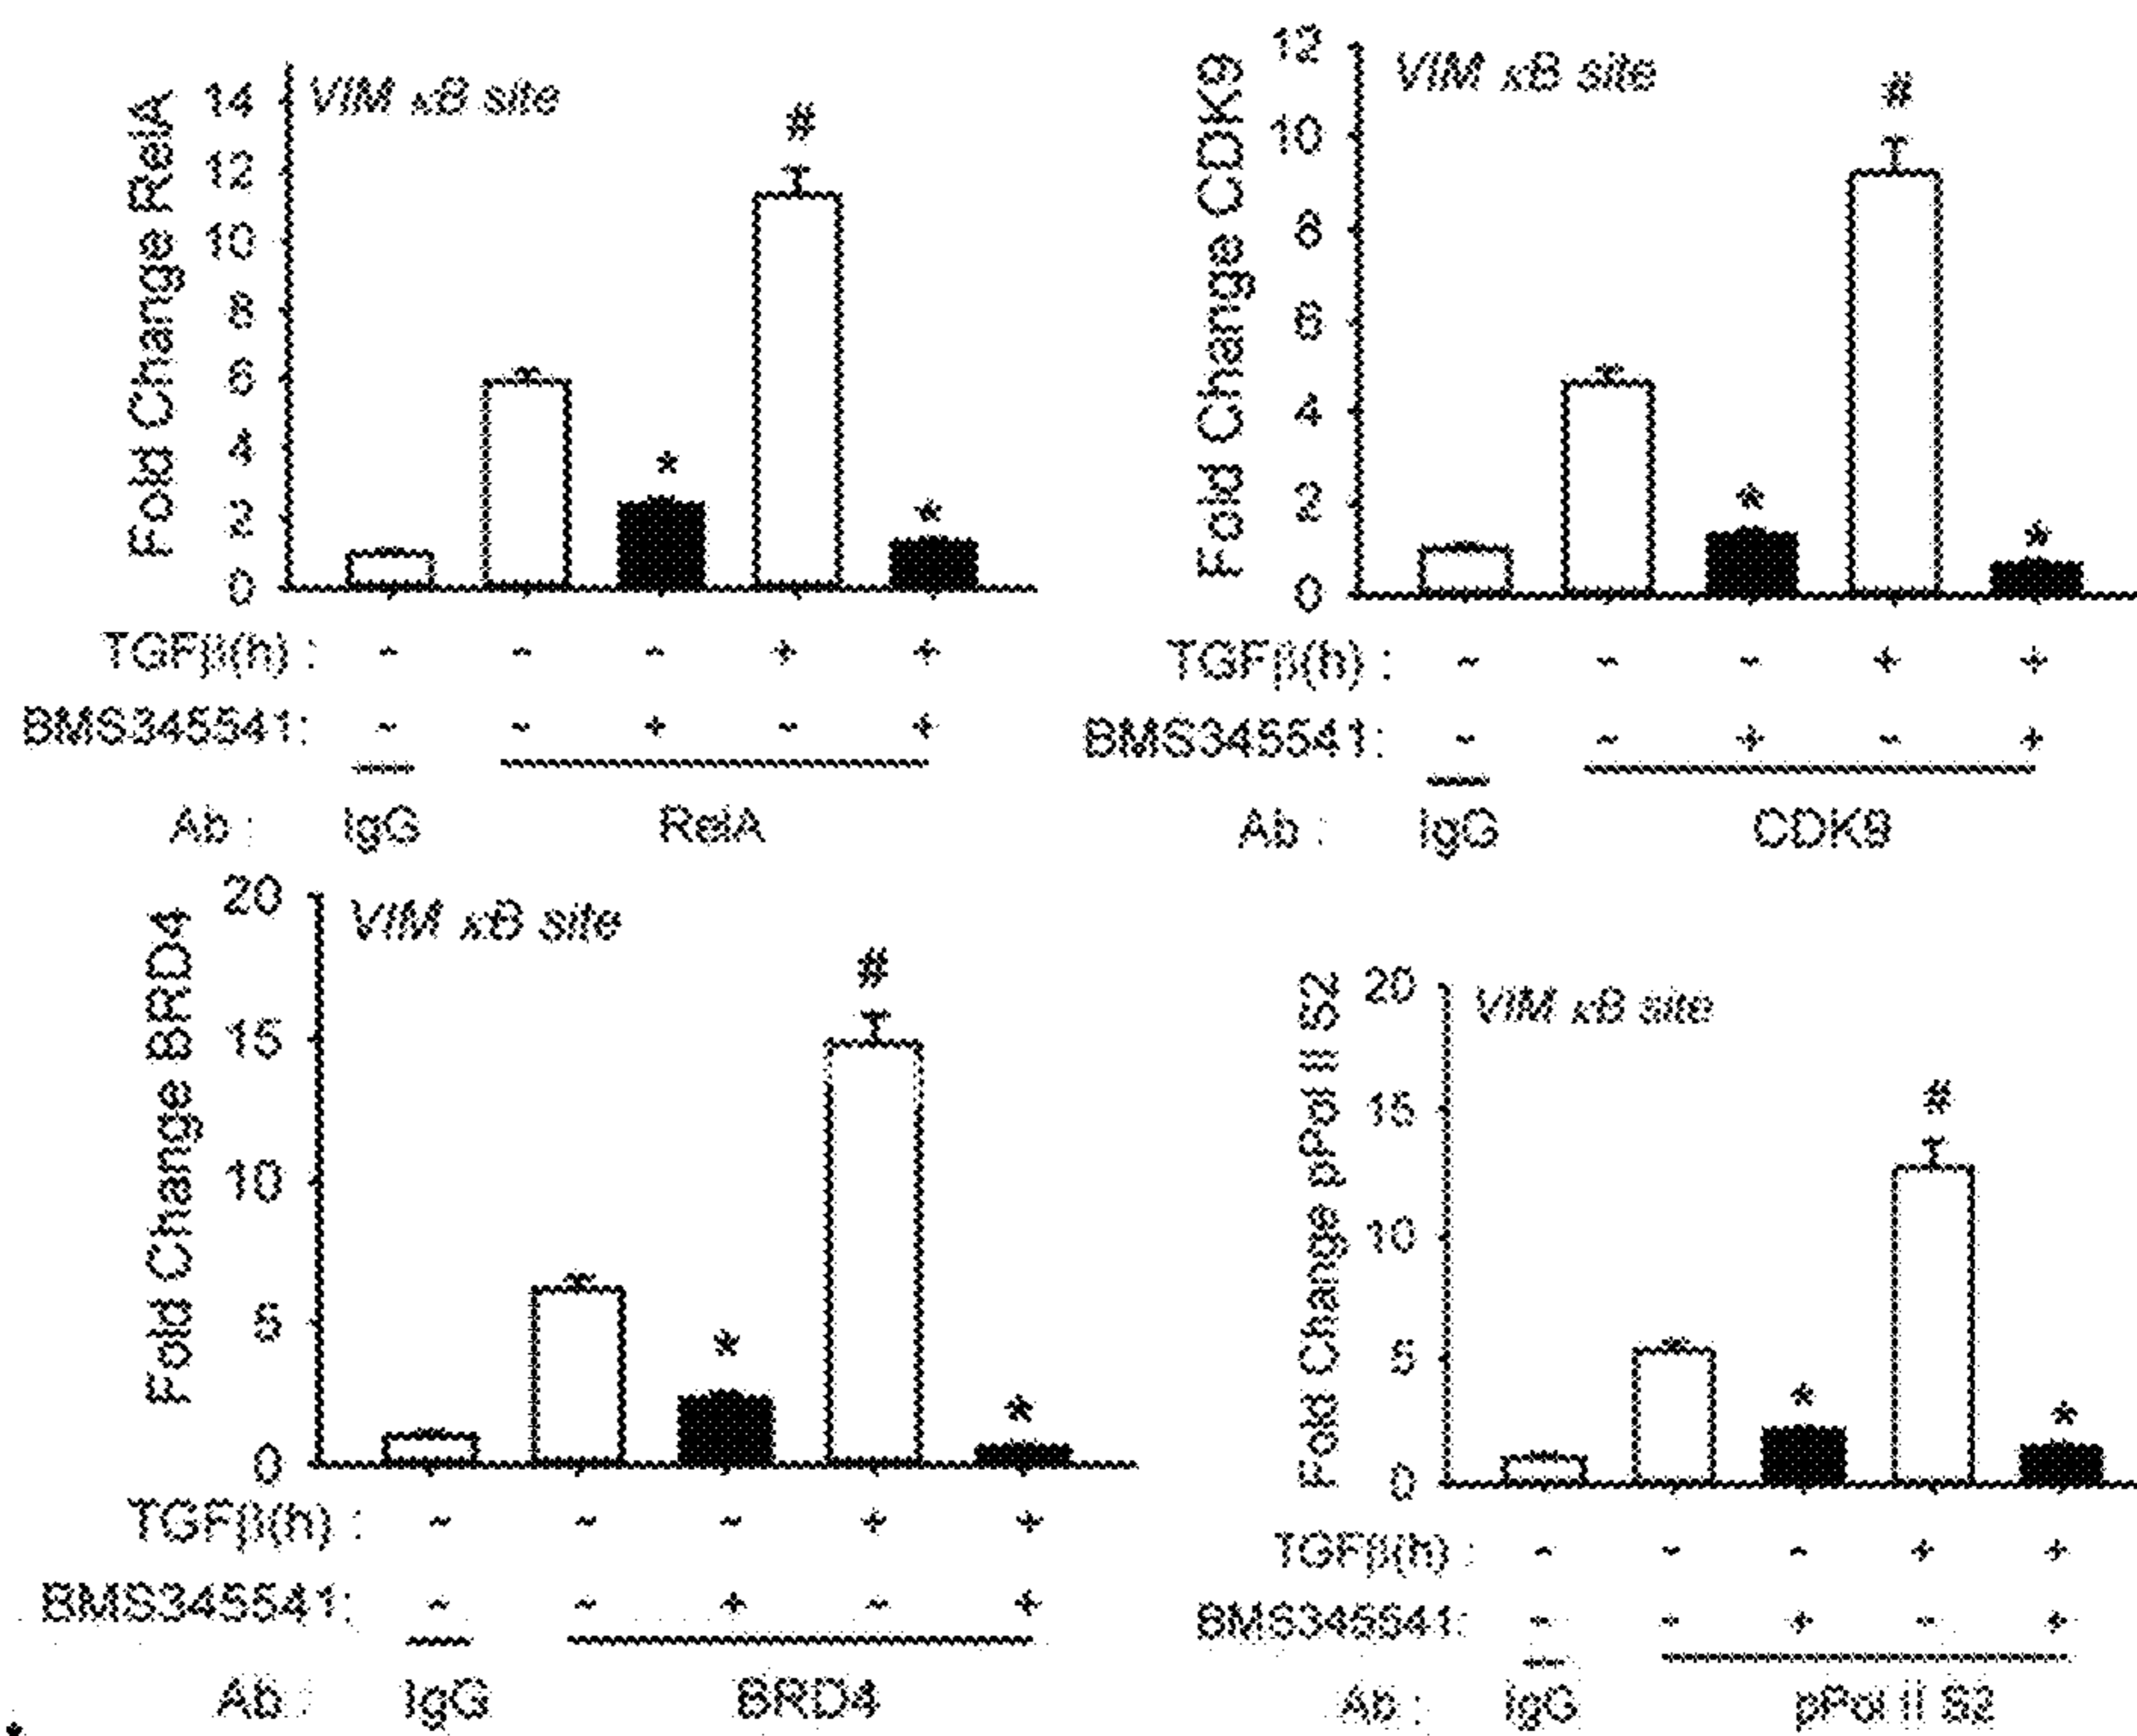 Fold Change RelA
VIM κB site
14
12
10
8
6
4
2
0
#
*
*
TGFβ(h) : - - - + +
BMS345541: - - + - +
Ab : IgG RelA
Fold Change CDK9
VIM κB site
12
10
8
6
4
2
0
#
*
*
TGFβ(h) : - - - + +
BMS345541: - - + - +
Ab : IgG CDK9
Fold Change BRD4
VIM κB site
20
15
10
5
0
#
*
*
TGFβ(h) : - - - + +
BMS345541: - - + - +
Ab : IgG BRD4
Fold Change pPol II S2
VIM κB site
20
15
10
5
0
#
*
*
TGFβ(h) : - - - + +
BMS345541: - - + - +
Ab : IgG pPol II S2